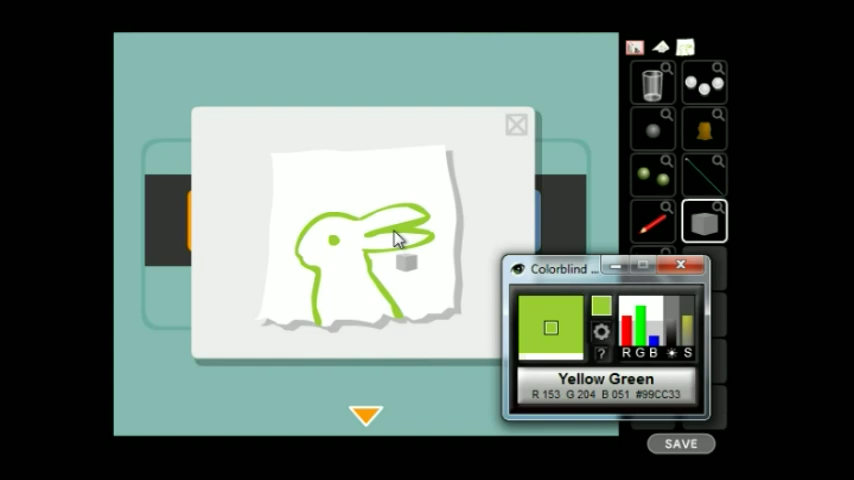 Colorblind ...
?
R G B S
Yellow Green
R 153 G 204 B 051 #99CC33
SAVE